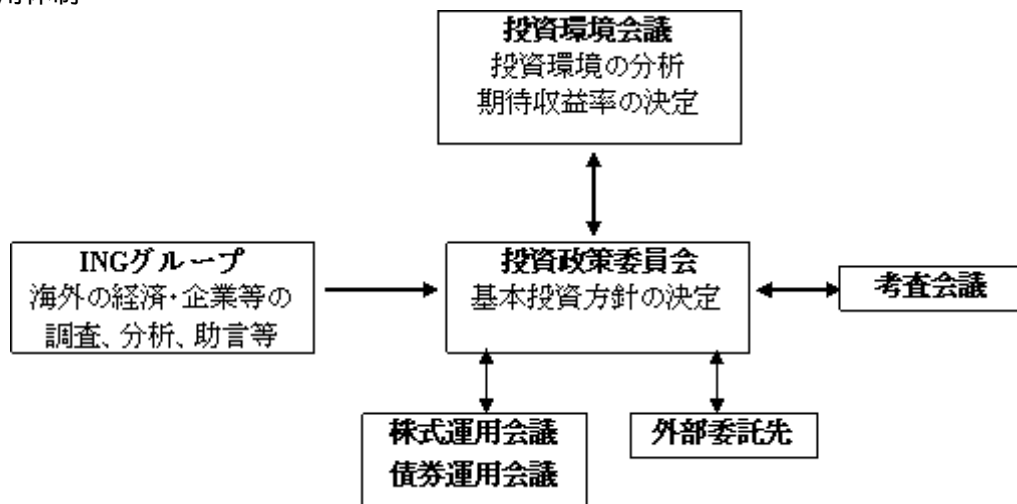 投資環境会議
投資環境の分析
期待収益率の決定
INGグループ
海外の経済・企業等の
調査、分析、助言等
投資政策委員会
基本投資方針の決定
考査会議
株式運用会議
債券運用会議
外部委託先